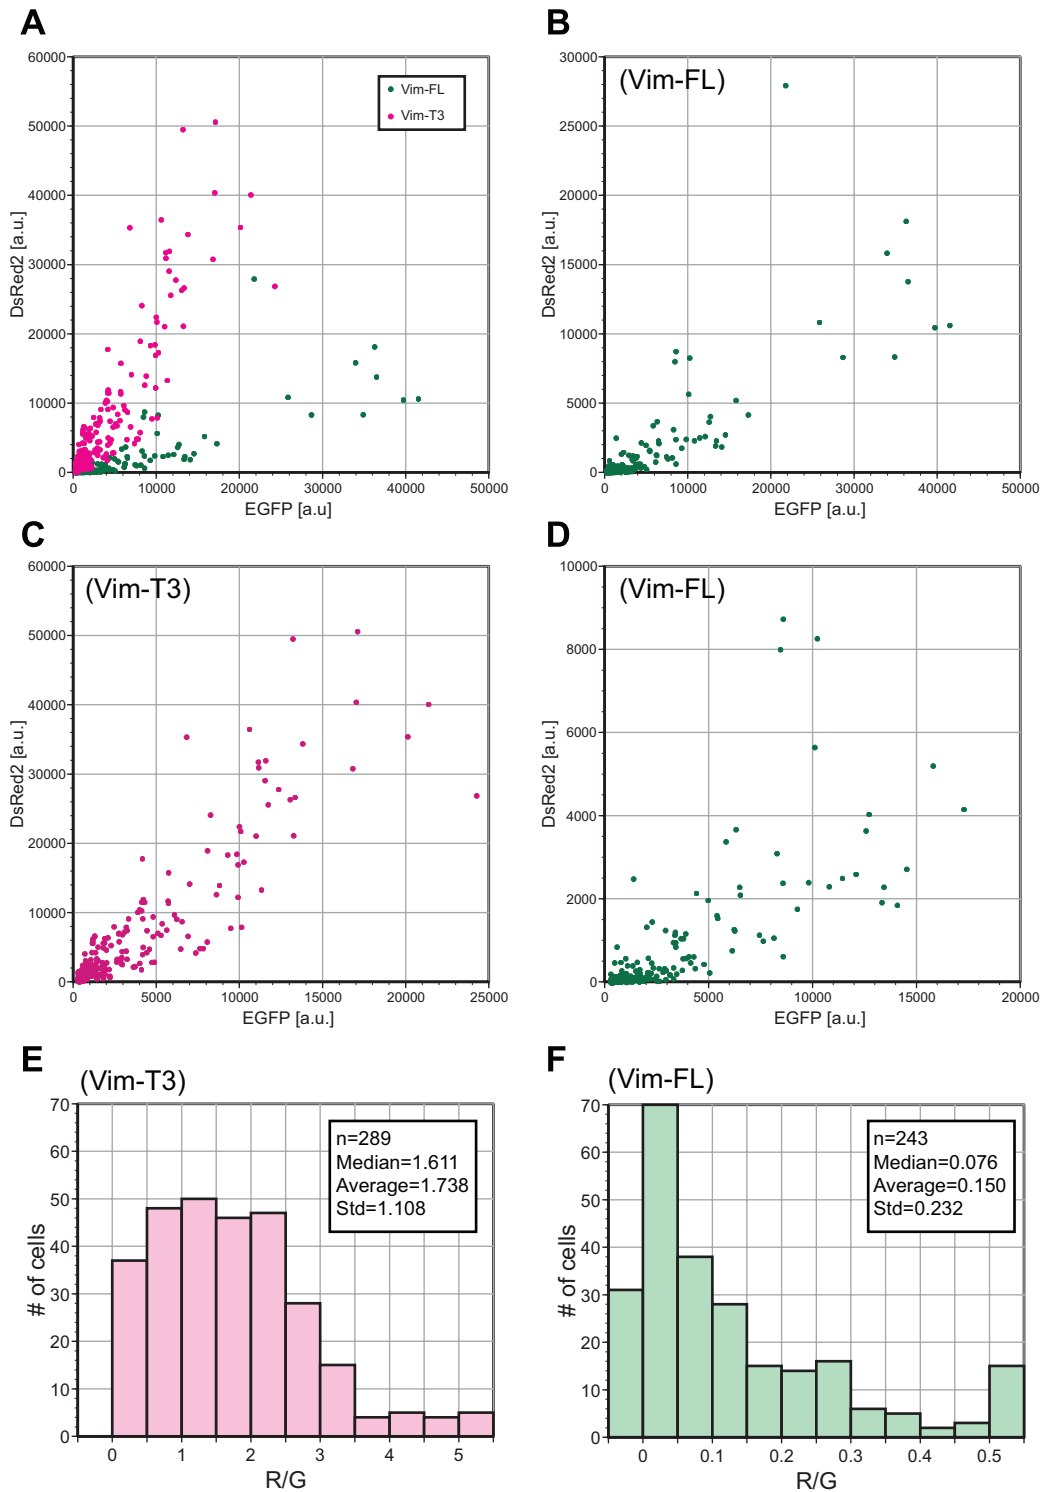 A
60000
50000
40000
30000
20000
10000
0
DsRed2 [a.u.]
Vim-FL
Vim-T3
0 10000 20000 30000 40000 50000
EGFP [a.u]
B
(Vim-FL)
30000
25000
20000
15000
10000
5000
0
DsRed2 [a.u.]
0 10000 20000 30000 40000 50000
EGFP [a.u.]
C
(Vim-T3)
60000
50000
40000
30000
20000
10000
0
DsRed2 [a.u.]
0 5000 10000 15000 20000 25000
EGFP [a.u.]
D
(Vim-FL)
10000
8000
6000
4000
2000
0
DsRed2 [a.u.]
0 5000 10000 15000 20000
EGFP [a.u.]
E
(Vim-T3)
70
60
50
40
30
20
10
0
# of cells
n=289
Median=1.611
Average=1.738
Std=1.108
0 1 2 3 4 5
R/G
F
(Vim-FL)
70
60
50
40
30
20
10
0
# of cells
n=243
Median=0.076
Average=0.150
Std=0.232
0 0.1 0.2 0.3 0.4 0.5
R/G